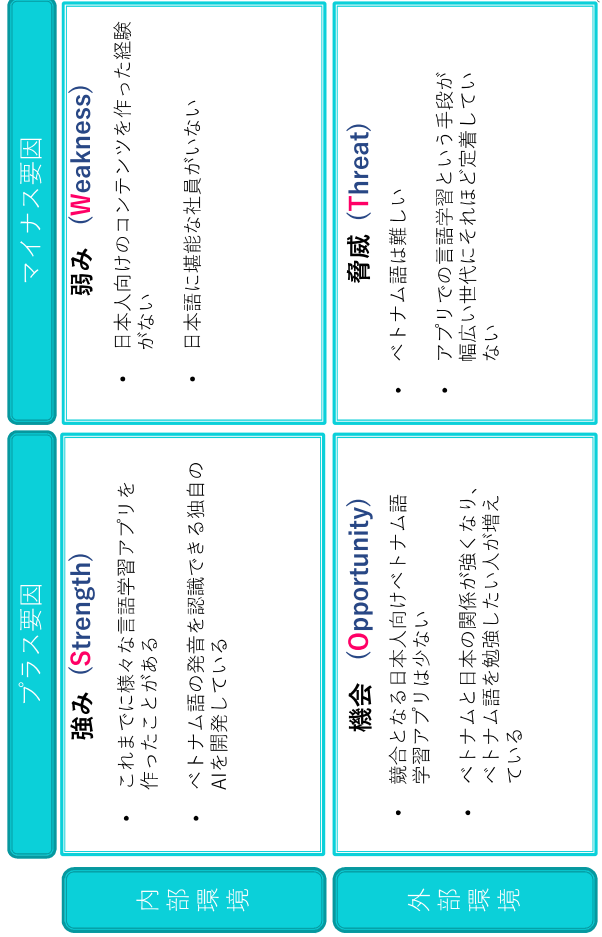 プラス要因
マイナス要因
内部環境
強み（Strength）
• これまでに様々な言語学習アプリを
作ったことがある
• ベトナム語の発音を認識できる独自の
AIを開発している
弱み（Weakness）
• 日本人向けのコンテンツを作った経験
がない
• 日本語に堪能な社員がいない
外部環境
機会（Opportunity）
• 競合となる日本人向けベトナム語
学習アプリは少ない
• ベトナムと日本の関係が強くなり、
ベトナム語を勉強したい人が増え
ている
脅威（Threat）
• ベトナム語は難しい
• アプリでの言語学習という手段が
幅広い世代にそれほど定着してい
ない